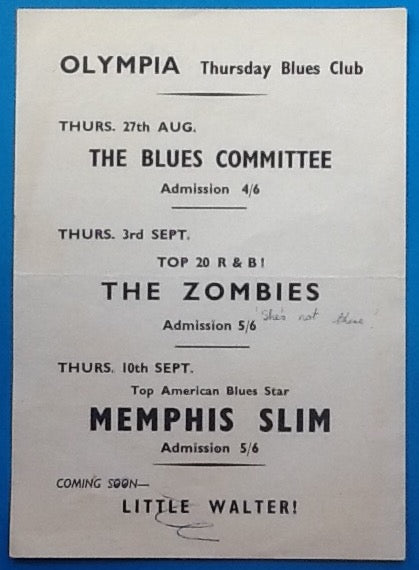 OLYMPIA Thursday Blues Club
THURS. 27th AUG.
THE BLUES COMMITTEE
Admission 4/6
THURS. 3rd SEPT.
TOP 20 R & B!
THE ZOMBIES
Admission 5/6 'She's not there'
THURS. 10th SEPT.
Top American Blues Star
MEMPHIS SLIM
Admission 5/6
COMING SOON—
LITTLE WALTER!